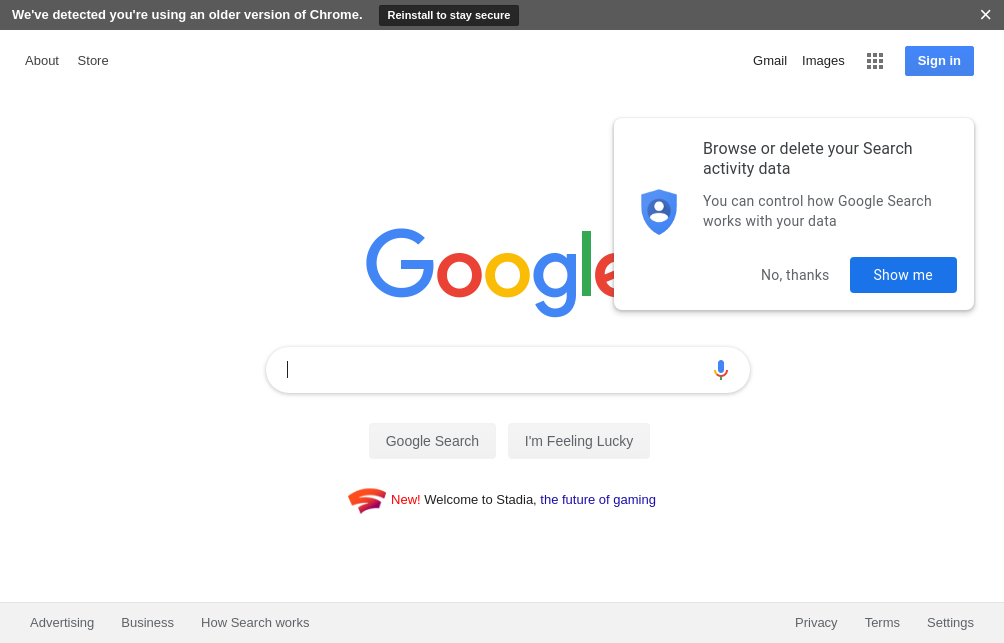 We've detected you're using an older version of Chrome. Reinstall to stay secure
About Store Gmail Images Sign in
Browse or delete your Search
activity data
You can control how Google Search
works with your data
No, thanks Show me
Google
Google Search I'm Feeling Lucky
New! Welcome to Stadia, the future of gaming
Advertising Business How Search works Privacy Terms Settings